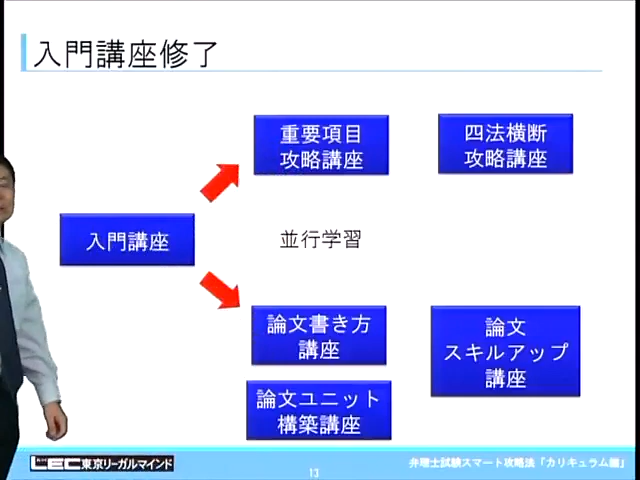 入門講座修了
重要項目
攻略講座
四法横断
攻略講座
入門講座
並行学習
論文書き方
講座
論文
スキルアップ
講座
論文ユニット
構築講座
LEC東京リーガルマインド
13
弁理士試験スマート攻略法「カリキュラム編」